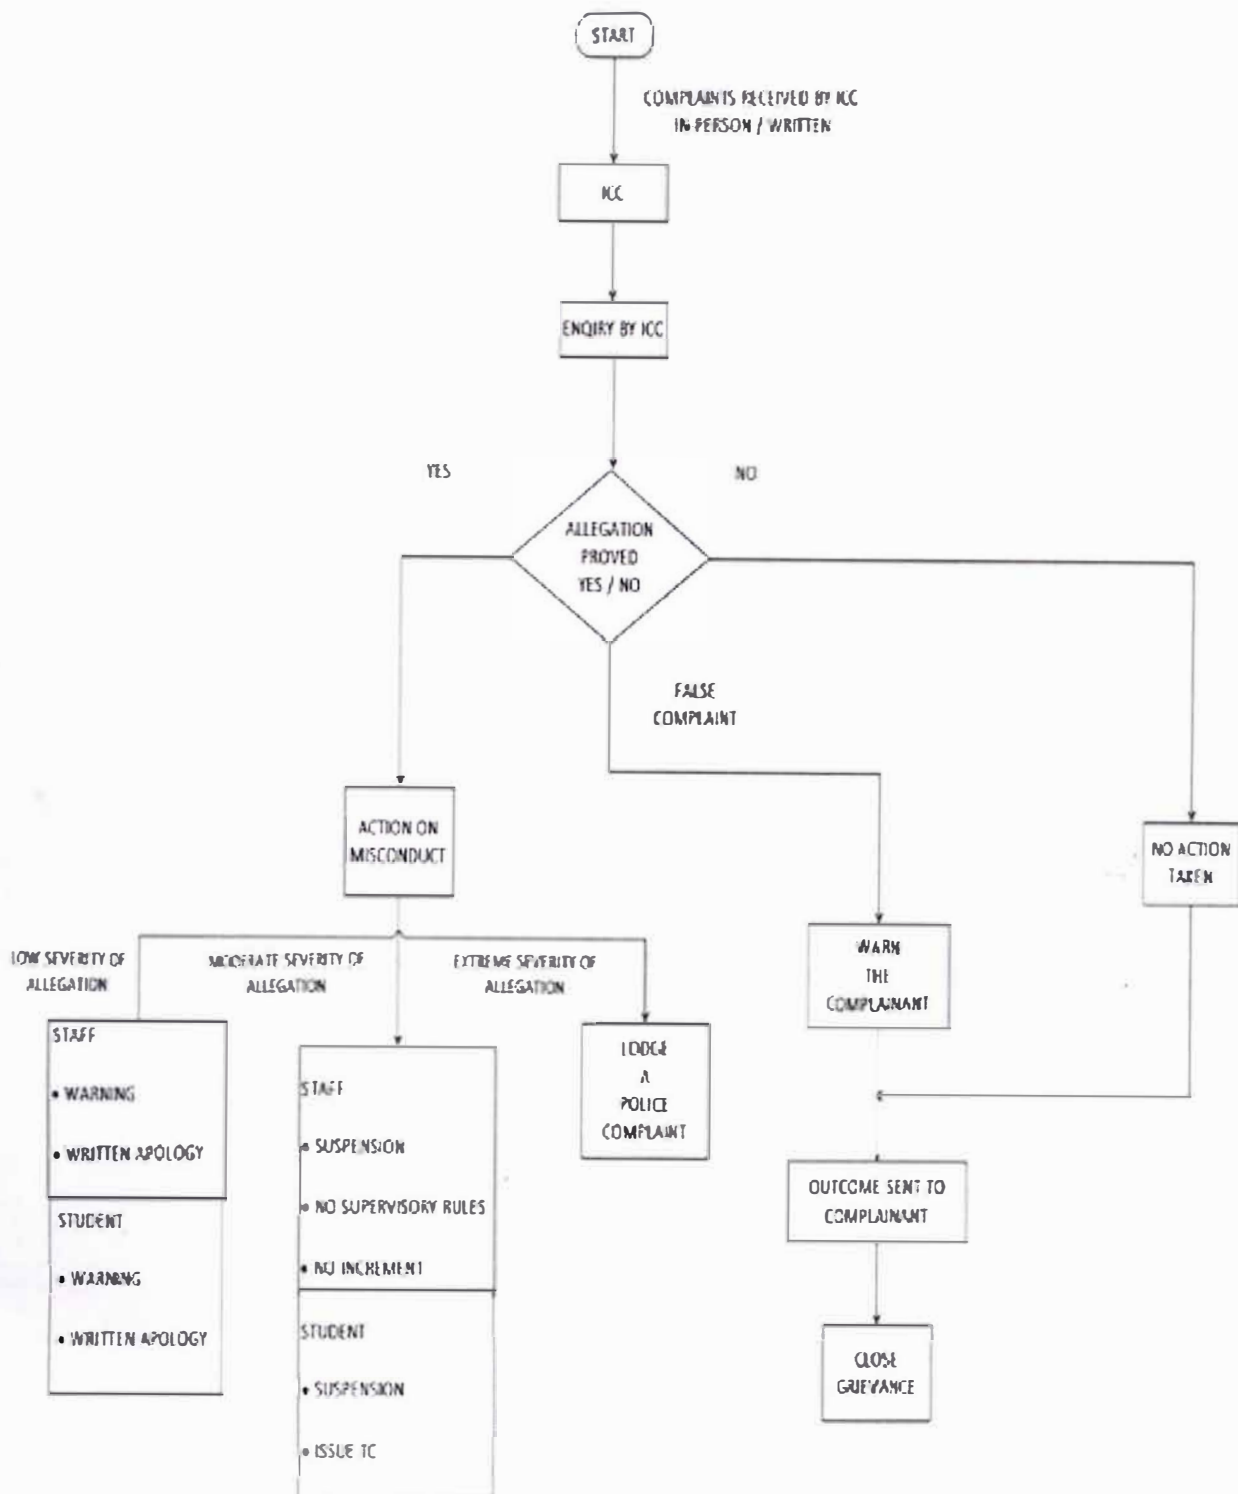 START
COMPLAINTS RECEIVED BY ICC
IN-PERSON / WRITTEN
ICC
ENQIRY BY ICC
YES
NO
ALLEGATION
PROVED
YES / NO
FALSE
COMPLAINT
ACTION ON
MISCONDUCT
NO ACTION
TAKEN
LOW SEVERITY OF
ALLEGATION
MODERATE SEVERITY OF
ALLEGATION
EXTREME SEVERITY OF
ALLEGATION
WARN
THE
COMPLAINANT
STAFF
• WARNING
• WRITTEN APOLOGY
STUDENT
• WARNING
• WRITTEN APOLOGY
STAFF
• SUSPENSION
• NO SUPERVISORY RULES
• NO INCREMENT
STUDENT
• SUSPENSION
• ISSUE TC
LODGE
A
POLICE
COMPLAINT
OUTCOME SENT TO
COMPLAINANT
CLOSE
GRIEVANCE